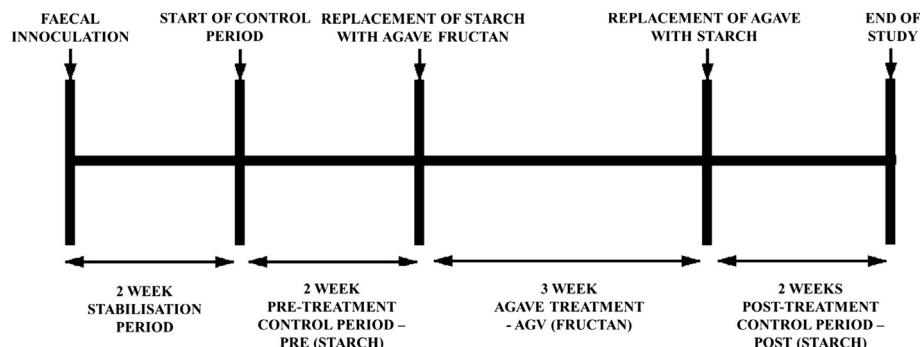 FAECAL
INNOCULATION
START OF CONTROL
PERIOD
REPLACEMENT OF STARCH
WITH AGAVE FRUCTAN
REPLACEMENT OF AGAVE
WITH STARCH
END OF
STUDY
2 WEEK
STABILISATION
PERIOD
2 WEEK
PRE-TREATMENT
CONTROL PERIOD –
PRE (STARCH)
3 WEEK
AGAVE TREATMENT
- AGV (FRUCTAN)
2 WEEKS
POST-TREATMENT
CONTROL PERIOD –
POST (STARCH)